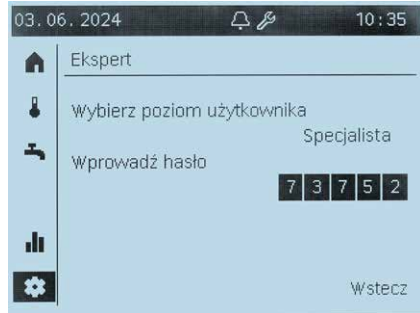 03.06.2024 10:35
Ekspert
Wybierz poziom użytkownika
Specjalista
Wprowadź hasło
7 3 7 5 2
Wstecz